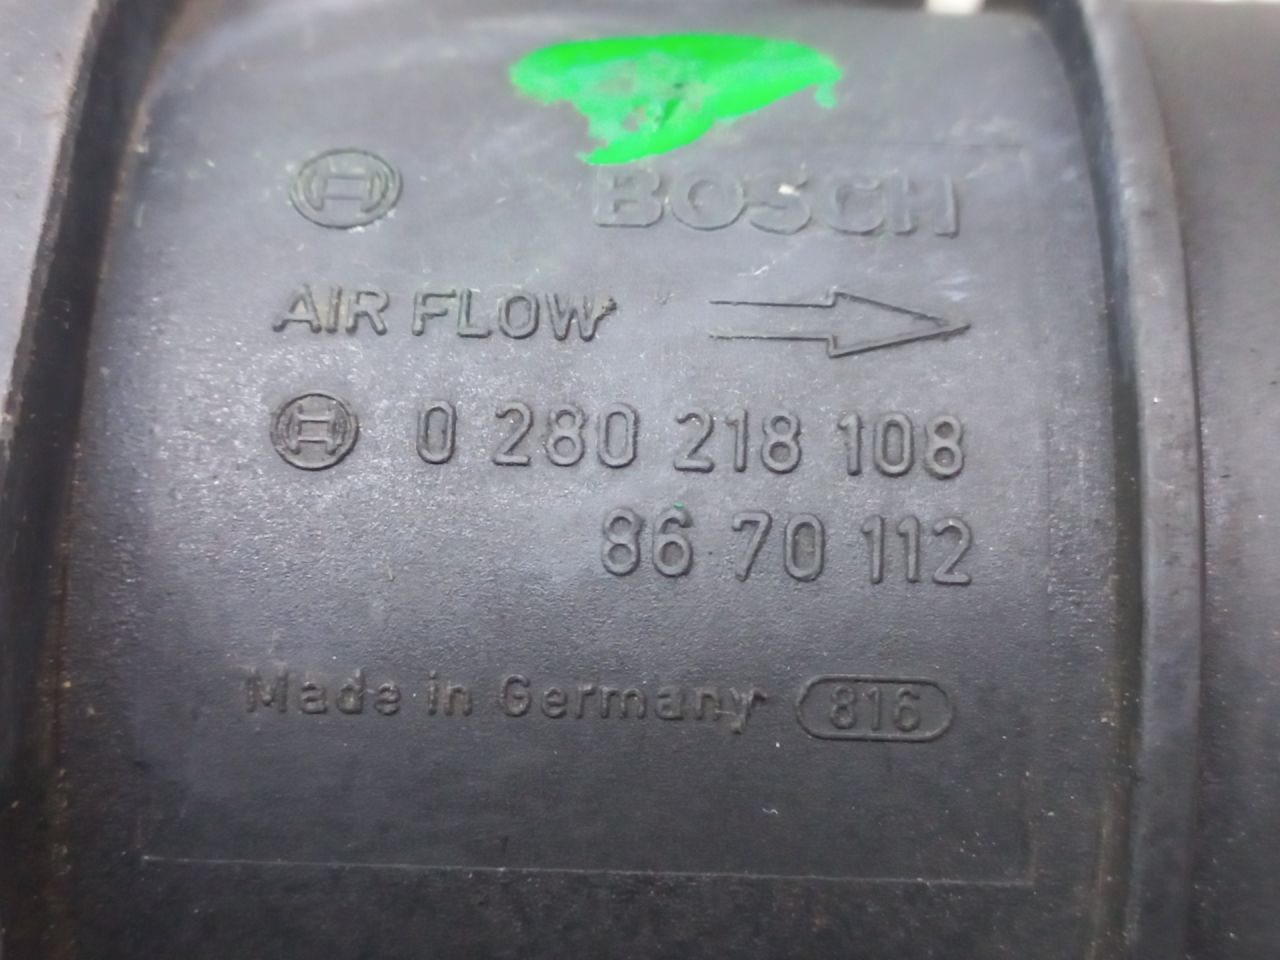 BOSCH
AIR FLOW
0 280 218 108
86 70 112
Made in Germany 816